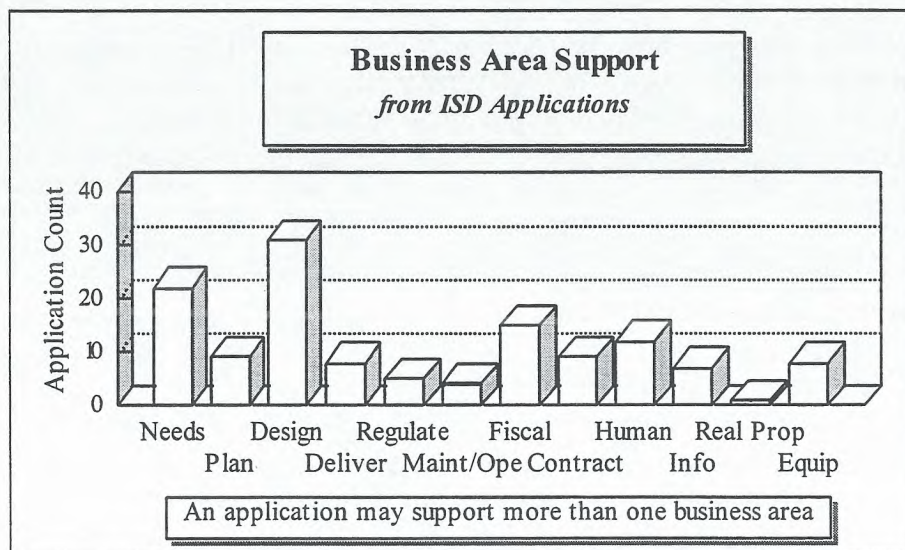 Business Area Support
from ISD Applications
Application Count
40
30
20
10
0
Needs Design Regulate Fiscal Human Real Prop
Plan Deliver Maint/Ope Contract Info Equip
An application may support more than one business area